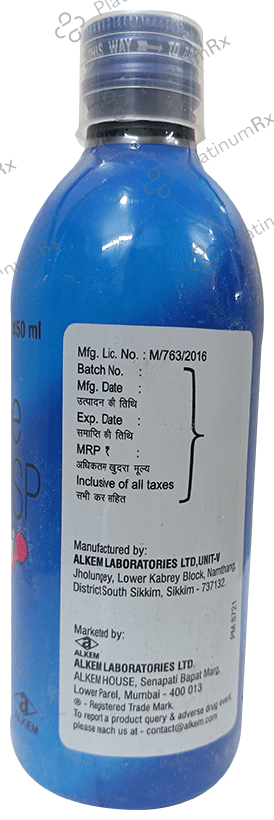 THIS WAY
PlatinumRx
450 ml
Mfg. Lic. No. : M/763/2016
Batch No. :
Mfg. Date :
उत्पादन की तिथि
Exp. Date :
समाप्ति की तिथि
MRP ₹ :
अधिकतम खुदरा मूल्य
Inclusive of all taxes
सभी कर सहित
SP
Manufactured by:
ALKEM LABORATORIES LTD, UNIT-V
Jholungey, Lower Kabrey Block, Namthang,
District South Sikkim, Sikkim - 737132.
PM 8721
Marketed by:
ALKEM
ALKEM LABORATORIES LTD.
ALKEM HOUSE, Senapati Bapat Marg,
Lower Parel, Mumbai - 400 013
® - Registered Trade Mark.
To report a product query & adverse drug event,
please reach us at - contact@alkem.com
ALKEM